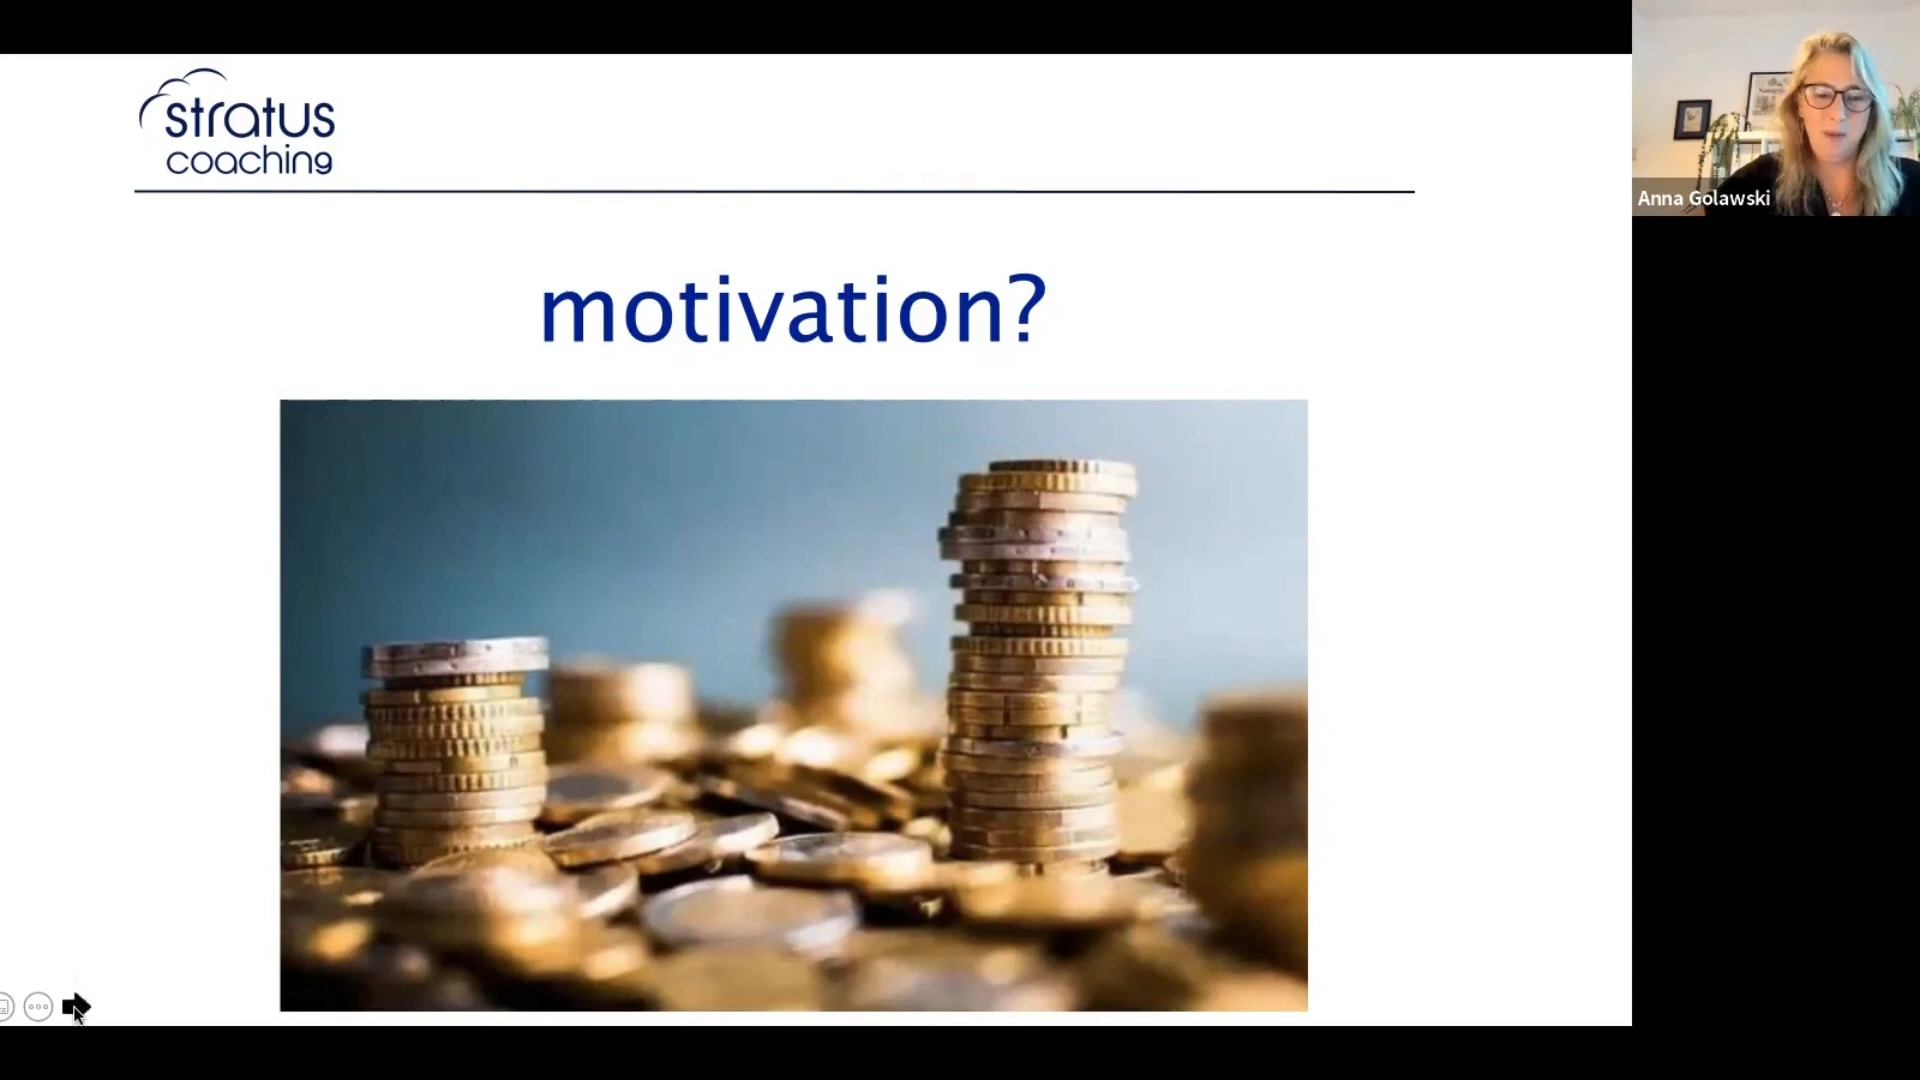 stratus
coaching
motivation?
Anna Golawski